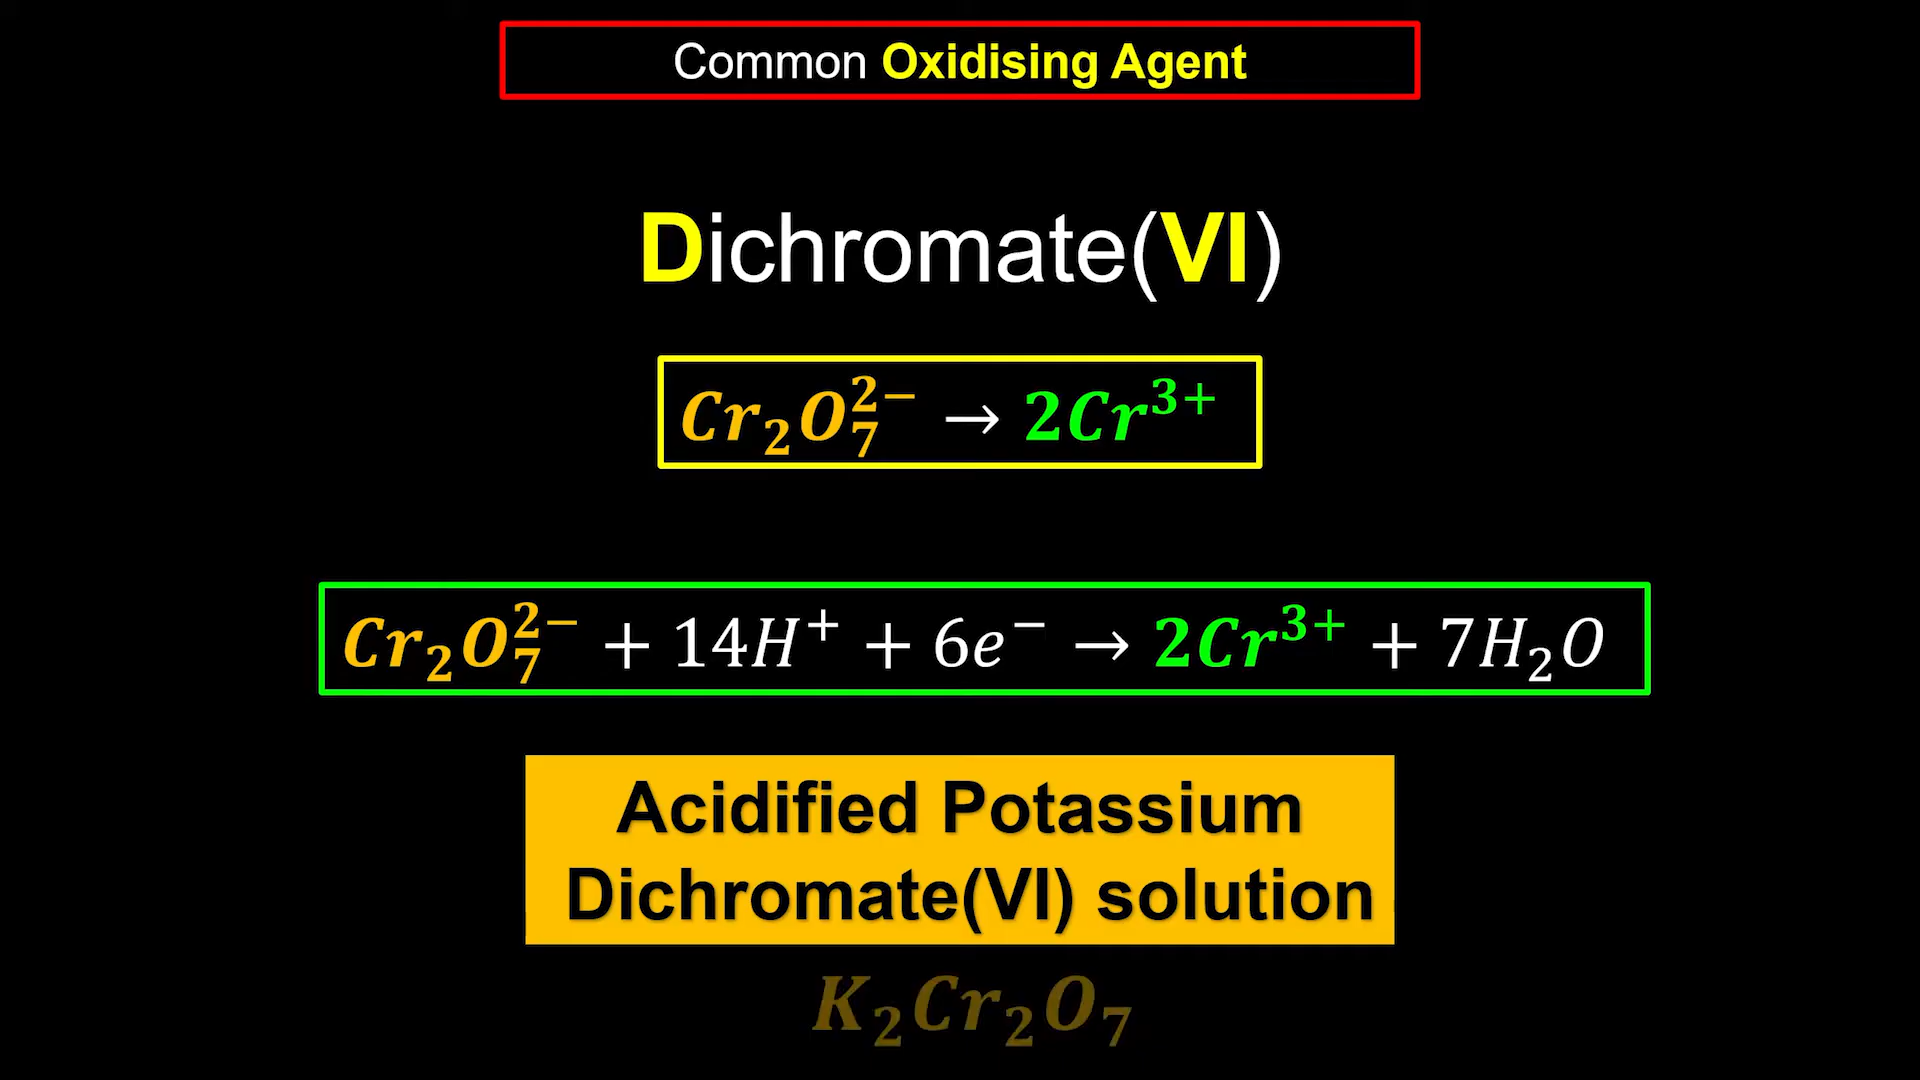 Common Oxidising Agent
Dichromate(VI)
Cr₂O₇²⁻ → 2Cr³⁺
Cr₂O₇²⁻ + 14H⁺ + 6e⁻ → 2Cr³⁺ + 7H₂O
Acidified Potassium
Dichromate(VI) solution
K₂Cr₂O₇